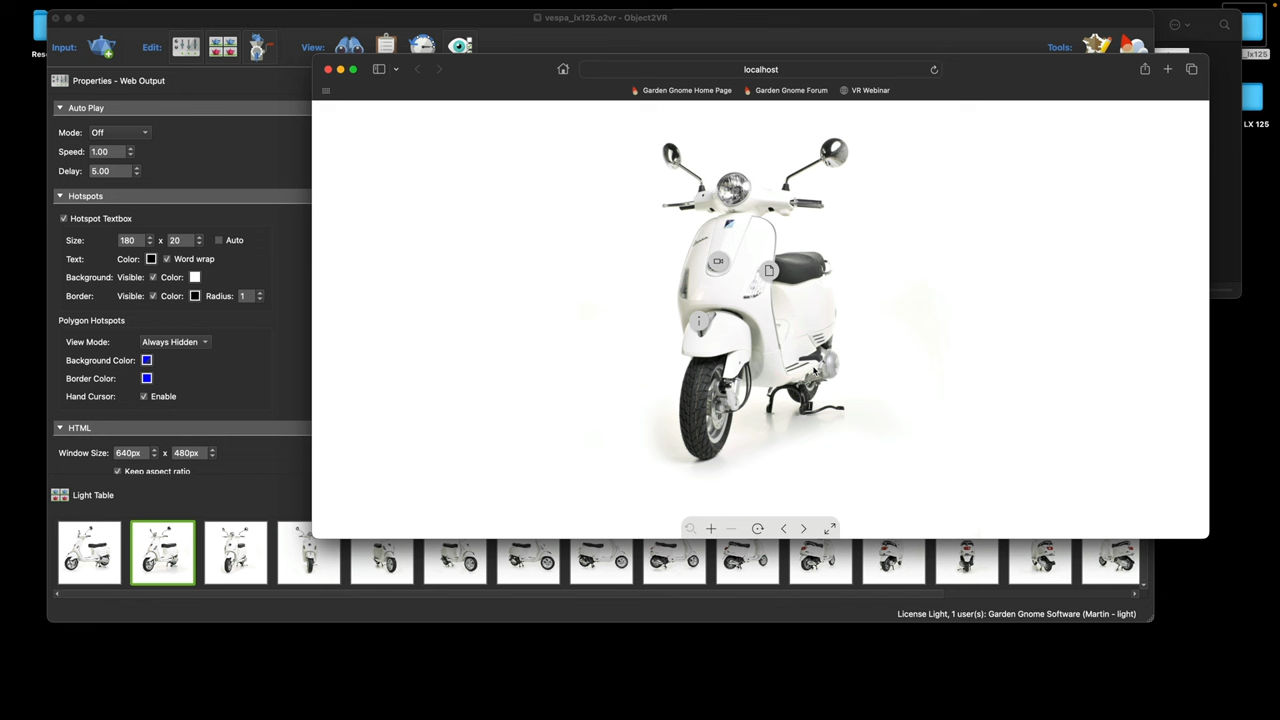 vespa_lx125.o2vr - Object2VR
Input:
Edit:
View:
Tools:
Res
_lx125
LX 125
Properties - Web Output
localhost
Garden Gnome Home Page
Garden Gnome Forum
VR Webinar
Auto Play
Mode: Off
Speed: 1.00
Delay: 5.00
Hotspots
Hotspot Textbox
Size: 180 x 20 Auto
Text: Color: Word wrap
Background: Visible: Color:
Border: Visible: Color: Radius: 1
Polygon Hotspots
View Mode: Always Hidden
Background Color:
Border Color:
Hand Cursor: Enable
HTML
Window Size: 640px x 480px
Keep aspect ratio
Light Table
License Light, 1 user(s): Garden Gnome Software (Martin - light)